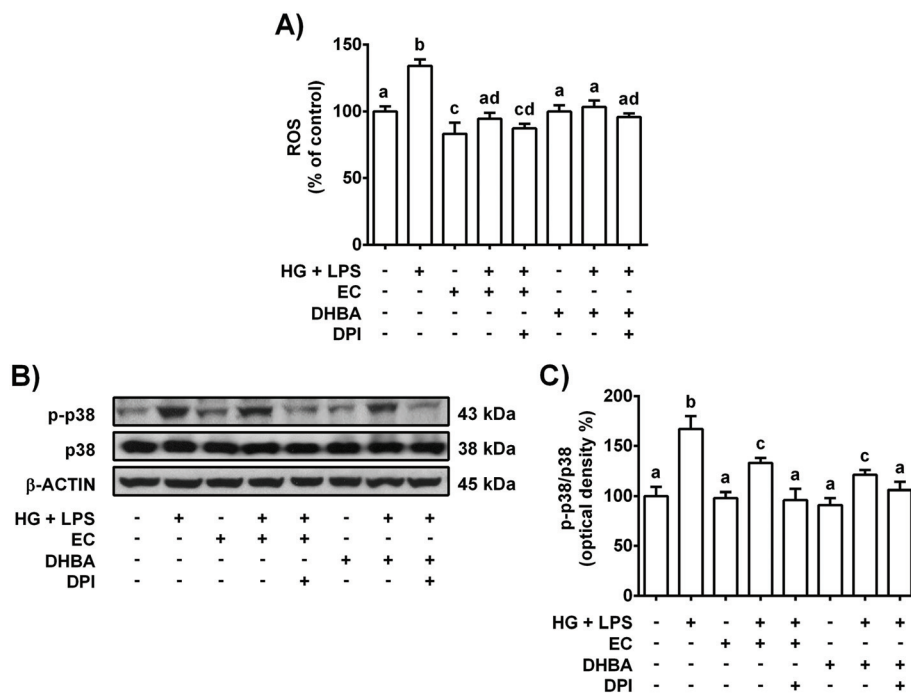 A)
ROS
(% of control)
150
100
50
0
a b c ad cd a a ad
HG + LPS - + - + + - + +
EC - - + + + - - -
DHBA - - - - - + + +
DPI - - - - + - - +
B)
p-p38 43 kDa
p38 38 kDa
β-ACTIN 45 kDa
HG + LPS - + - + + - + +
EC - - + + + - - -
DHBA - - - - - + + +
DPI - - - - + - - +
C)
p-p38/p38
(optical density %)
200
150
100
50
0
a b a c a a c a
HG + LPS - + - + + - + +
EC - - + + + - - -
DHBA - - - - - + + +
DPI - - - - + - - +